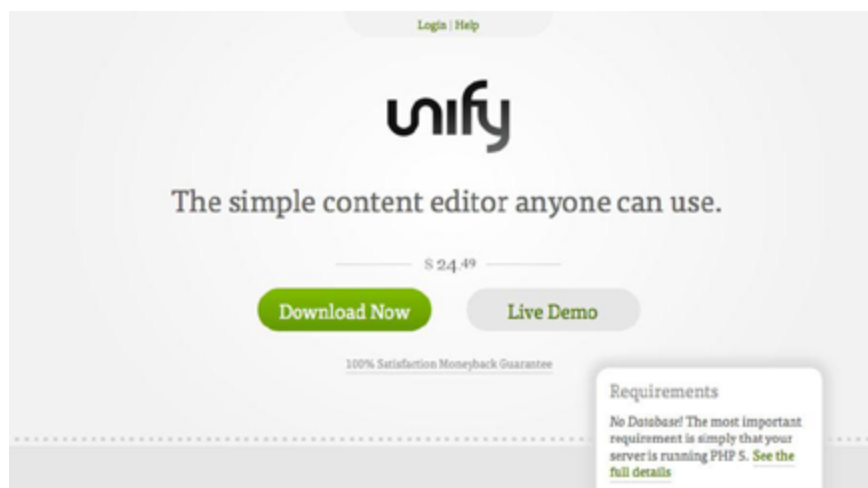 Login | Help
unify
The simple content editor anyone can use.
$ 24.49
Download Now
Live Demo
100% Satisfaction Moneyback Guarantee
Requirements
No Database! The most important
requirement is simply that your
server is running PHP 5. See the
full details